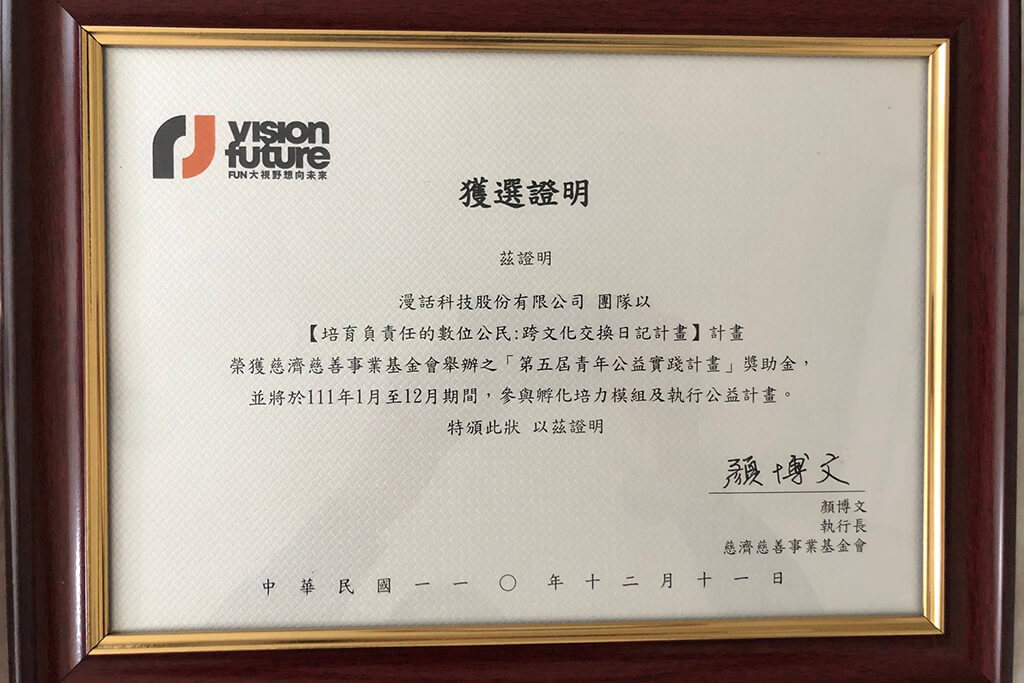 vision
future
FUN大視野想向未來
獲選證明
茲證明
漫話科技股份有限公司 團隊以
【培育負責任的數位公民:跨文化交換日記計畫】計畫
榮獲慈濟慈善事業基金會舉辦之「第五屆青年公益實踐計畫」獎助金，
並將於111年1月至12月期間，參與孵化培力模組及執行公益計畫。
特頒此狀 以茲證明
顏博文
顏博文
執行長
慈濟慈善事業基金會
中華民國一一〇年十二月十一日